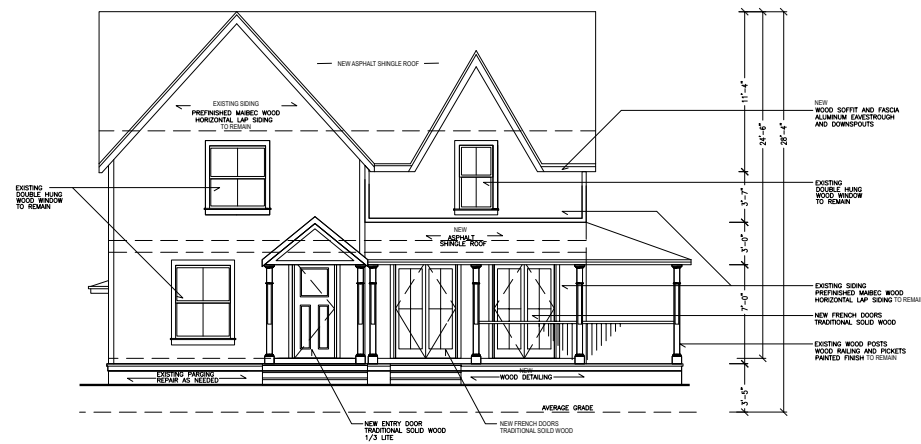 NEW ASPHALT SHINGLE ROOF
EXISTING SIDING
PREFINISHED MAIBEC WOOD
HORIZONTAL LAP SIDING
TO REMAIN
NEW
WOOD SOFFIT AND FASCIA
ALUMINUM EAVESTROUGH
AND DOWNSPOUTS
11'-4"
24'-6"
28'-4"
EXISTING
DOUBLE HUNG
WOOD WINDOW
TO REMAIN
EXISTING
DOUBLE HUNG
WOOD WINDOW
TO REMAIN
3'-7"
NEW
ASPHALT
SHINGLE ROOF
3'-0"
EXISTING SIDING
PREFINISHED MAIBEC WOOD
HORIZONTAL LAP SIDING TO REMAI
7'-0"
NEW FRENCH DOORS
TRADITIONAL SOLID WOOD
EXISTING WOOD POSTS
WOOD RAILING AND PICKETS
PAINTED FINISH TO REMAIN
EXISTING PARGING
REPAIR AS NEEDED
NEW
WOOD DETAILING
3'-5"
AVERAGE GRADE
NEW ENTRY DOOR
TRADITIONAL SOLID WOOD
1/3 LITE
NEW FRENCH DOORS
TRADITIONAL SOILD WOOD